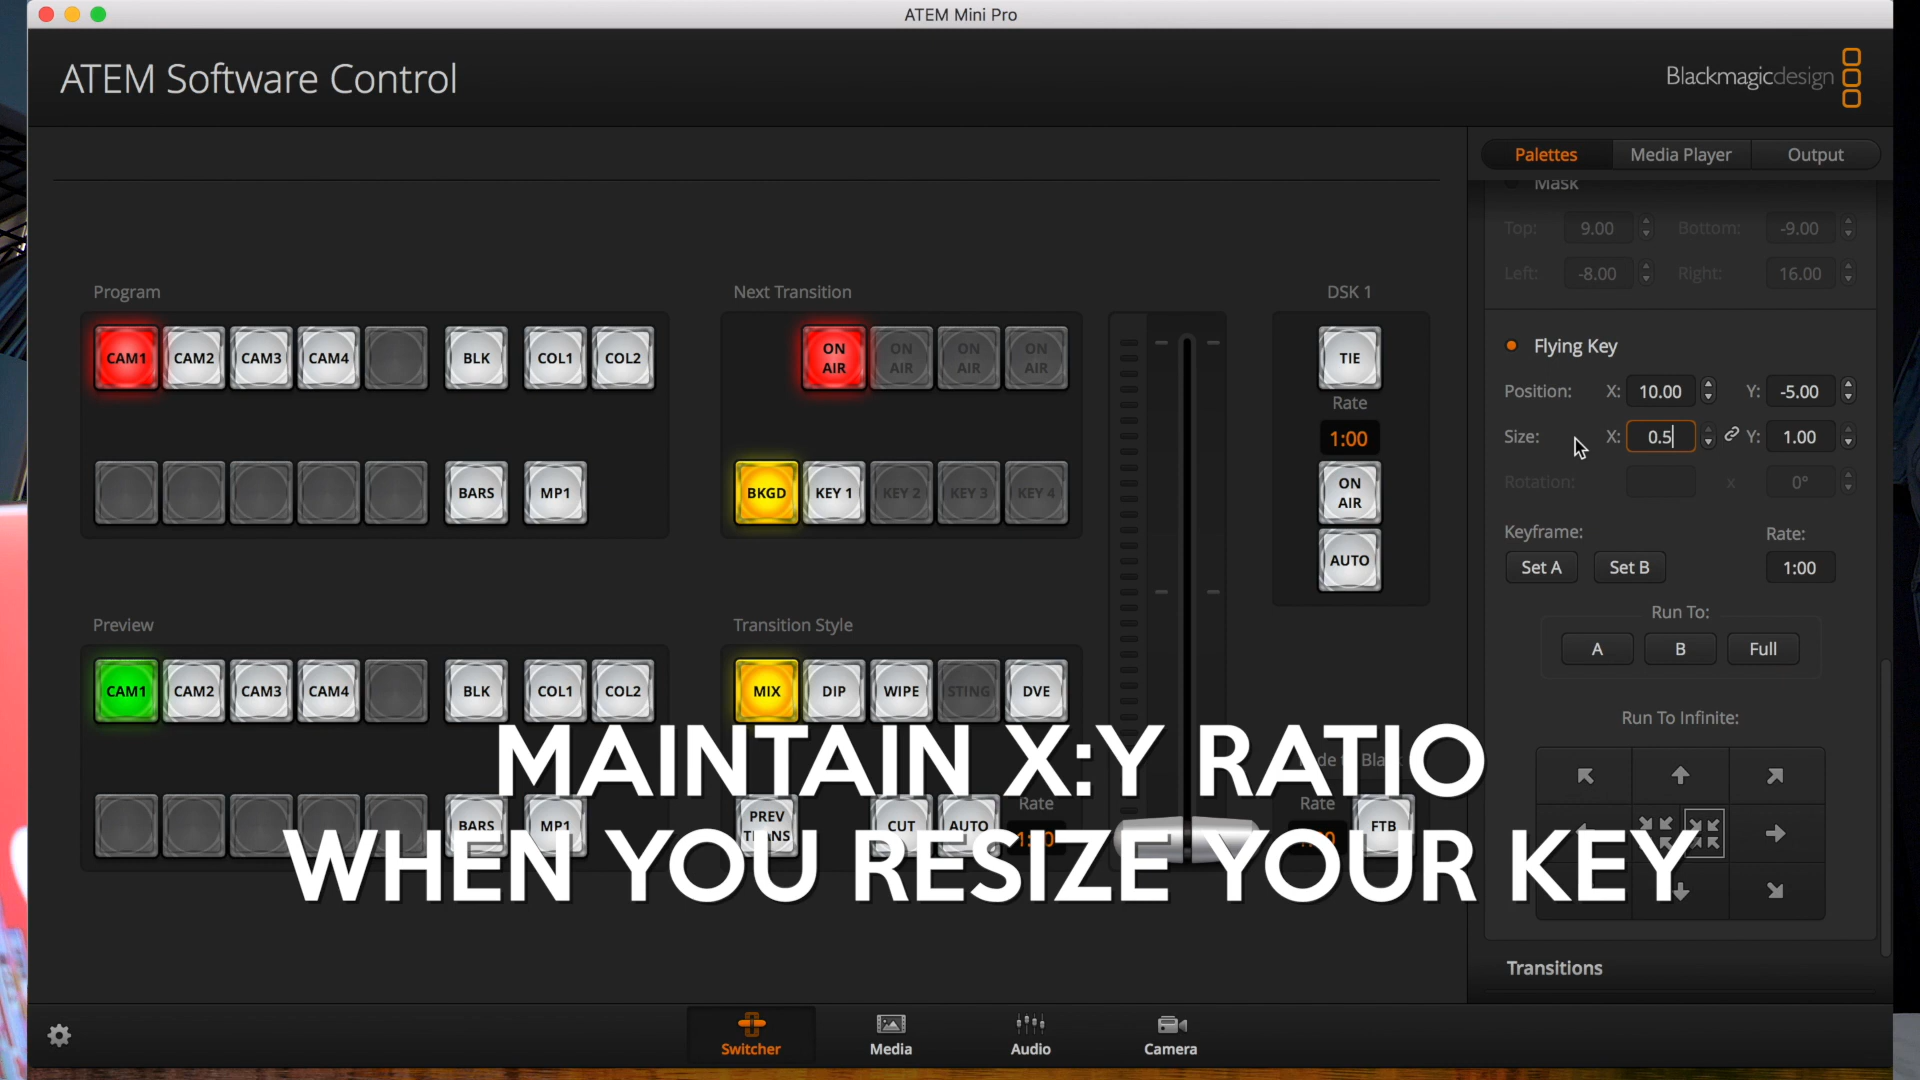 ATEM Mini Pro
ATEM Software Control
Blackmagicdesign
Palettes Media Player Output
Mask
Top: 9.00 Bottom: -9.00
Left: -8.00 Right: 16.00
Flying Key
Position: X: 10.00 Y: -5.00
Size: X: 0.5 Y: 1.00
Rotation: x 0°
Keyframe: Rate:
Set A Set B 1:00
Run To:
A B Full
Run To Infinite:
Transitions
Program
CAM1 CAM2 CAM3 CAM4 BLK COL1 COL2
BARS MP1
Next Transition
ON AIR ON AIR ON AIR ON AIR
BKGD KEY 1 KEY 2 KEY 3 KEY 4
DSK 1
TIE
Rate
1:00
ON
AIR
AUTO
Preview
CAM1 CAM2 CAM3 CAM4 BLK COL1 COL2
BARS MP1
Transition Style
MIX DIP WIPE STING DVE
PREV
TRANS
CUT AUTO
Rate
Rate
FTB
MAINTAIN X:Y RATIO
WHEN YOU RESIZE YOUR KEY
Switcher Media Audio Camera